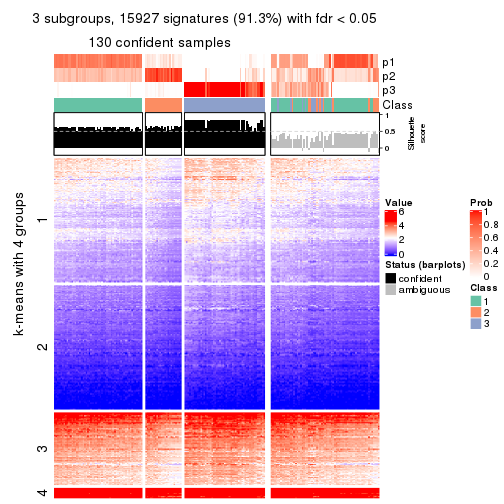 3 subgroups, 15927 signatures (91.3%) with fdr < 0.05
130 confident samples
p1
p2
p3
Class
1
0.5
0
Silhouette
score
k-means with 4 groups
1
2
3
4
Value
6
4
2
0
Status (barplots)
confident
ambiguous
Prob
1
0.8
0.6
0.4
0.2
0
Class
1
2
3